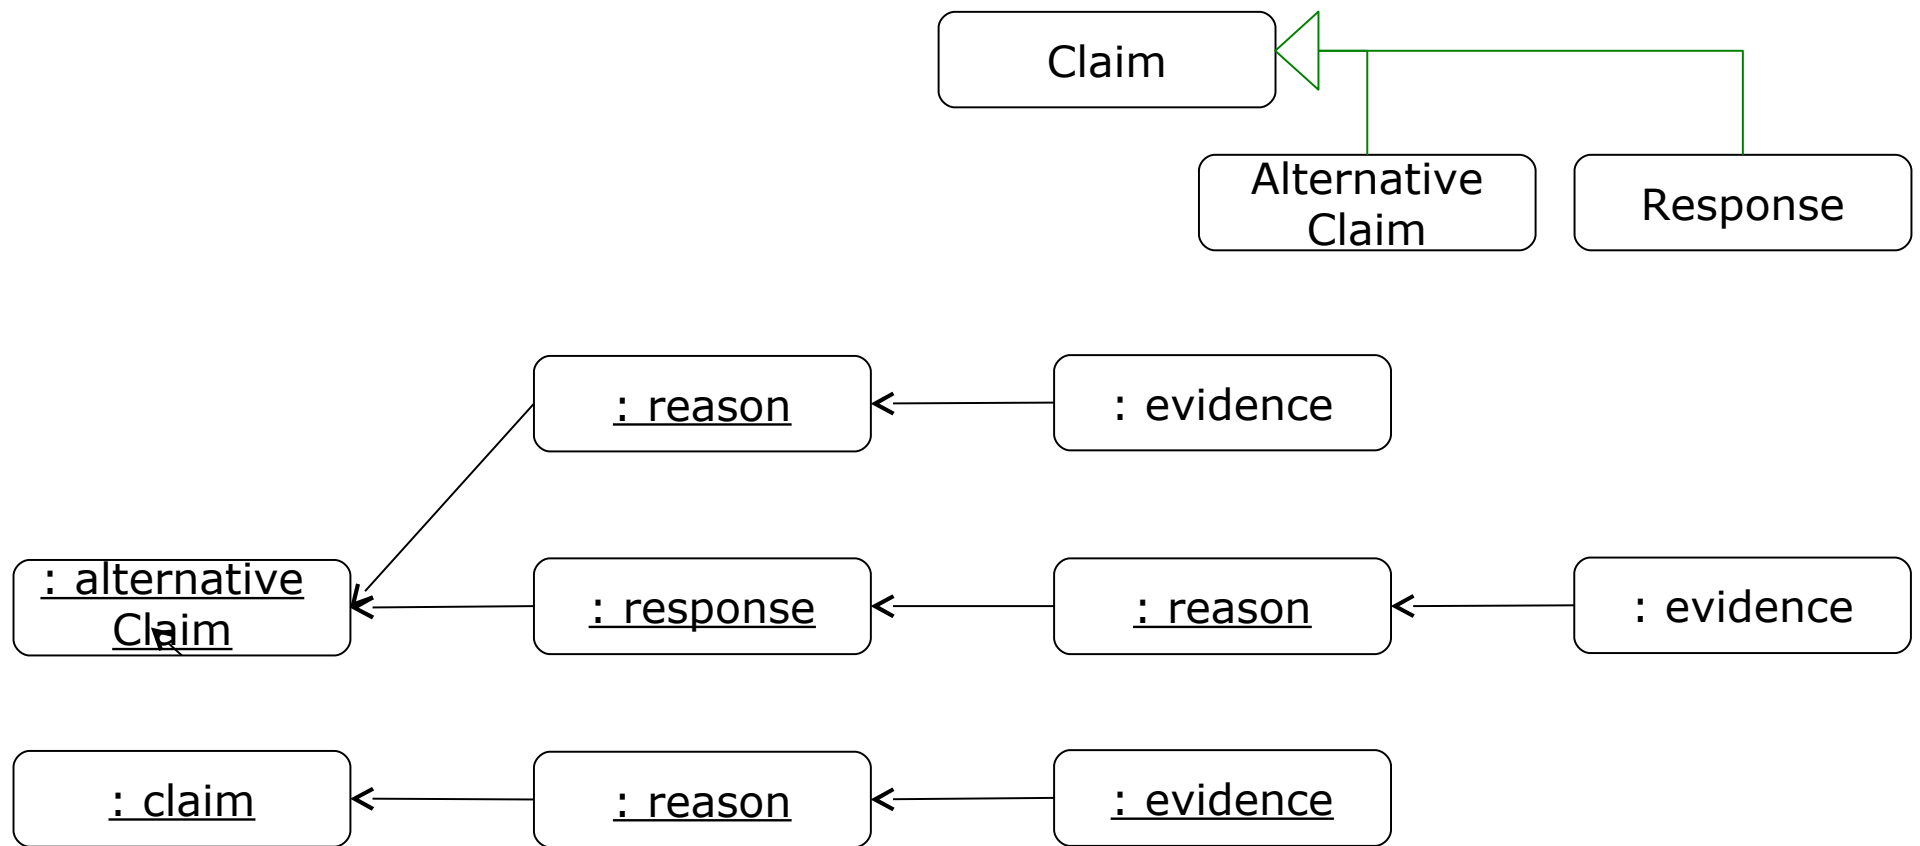 Claim
Alternative
Claim
Response
: reason
: evidence
: alternative
Claim
: response
: reason
: evidence
: claim
: reason
: evidence